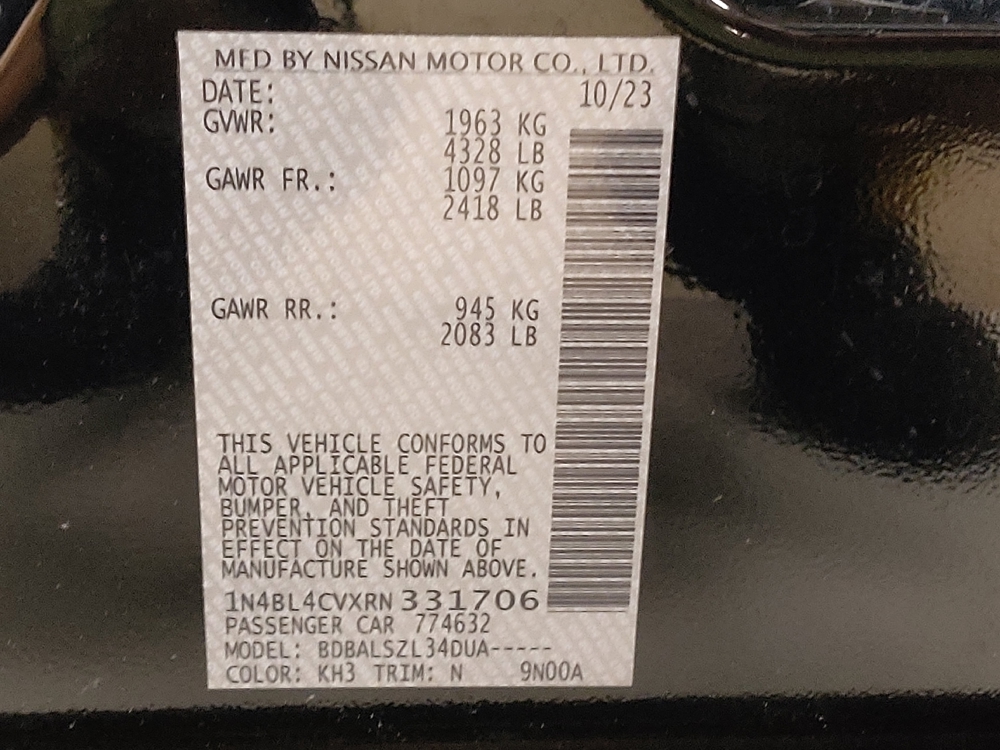 MFD BY NISSAN MOTOR CO., LTD.
DATE: 10/23
GVWR: 1963 KG
4328 LB
GAWR FR.: 1097 KG
2418 LB
GAWR RR.: 945 KG
2083 LB
THIS VEHICLE CONFORMS TO
ALL APPLICABLE FEDERAL
MOTOR VEHICLE SAFETY,
BUMPER, AND THEFT
PREVENTION STANDARDS IN
EFFECT ON THE DATE OF
MANUFACTURE SHOWN ABOVE.
1N4BL4CVXRN331706
PASSENGER CAR 774632
MODEL: BDBALSZL34DUA-----
COLOR: KH3 TRIM: N 9N00A